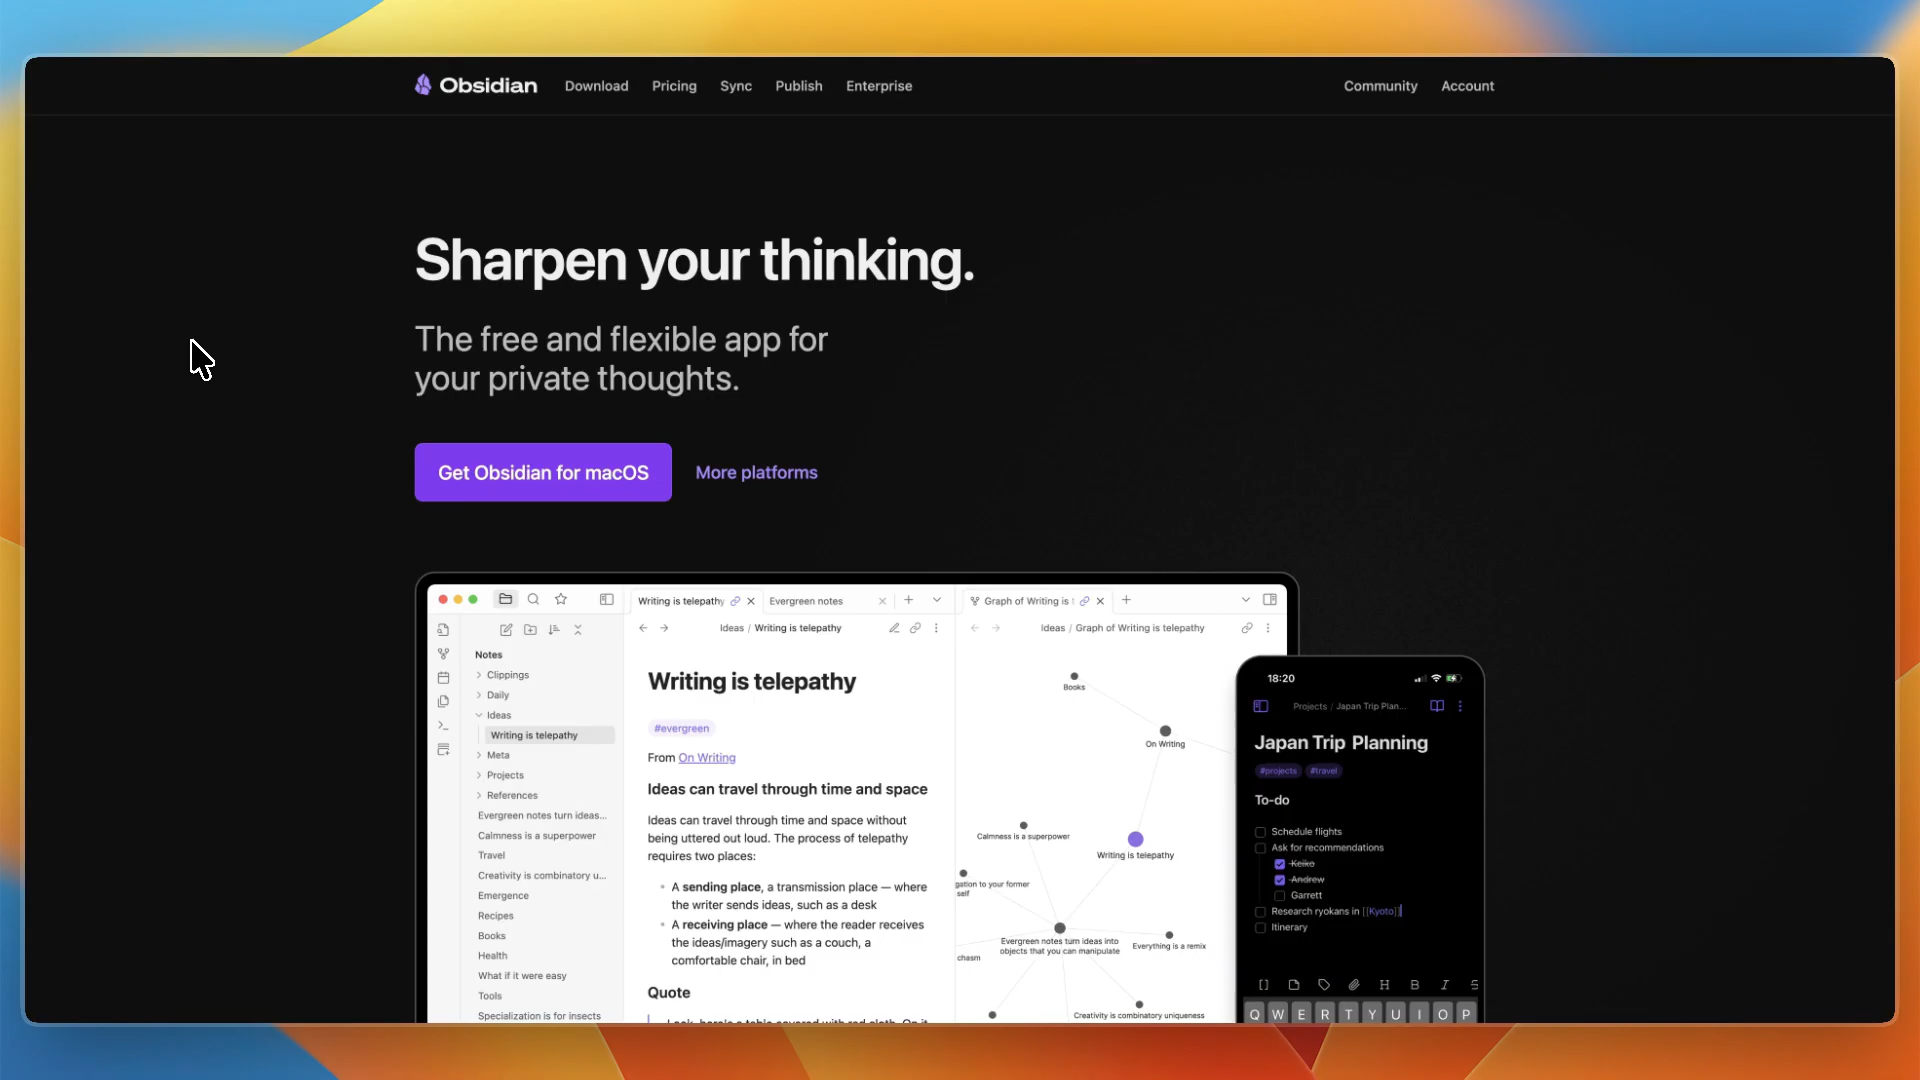 Obsidian Download Pricing Sync Publish Enterprise Community Account
Sharpen your thinking.
The free and flexible app for
your private thoughts.
Get Obsidian for macOS More platforms
Writing is telepathy Evergreen notes
Graph of Writing is
Ideas / Writing is telepathy
Ideas / Graph of Writing is telepathy
Notes
Clippings
Daily
Ideas
Writing is telepathy
Meta
Projects
References
Evergreen notes turn ideas...
Calmness is a superpower
Travel
Creativity is combinatory u...
Emergence
Recipes
Books
Health
What if it were easy
Tools
Specialization is for insects
Writing is telepathy
#evergreen
From On Writing
Ideas can travel through time and space
Ideas can travel through time and space without
being uttered out loud. The process of telepathy
requires two places:
• A sending place, a transmission place — where
the writer sends ideas, such as a desk
• A receiving place — where the reader receives
the ideas/imagery such as a couch, a
comfortable chair, in bed
Quote
Look, here's a table covered with red cloth. On it
Books
On Writing
Calmness is a superpower
Writing is telepathy
gation to your former
self
Evergreen notes turn ideas into
objects that you can manipulate
Everything is a remix
chasm
Creativity is combinatory uniqueness
18:20
Projects / Japan Trip Plan...
Japan Trip Planning
#projects #travel
To-do
Schedule flights
Ask for recommendations
Keiko
Andrew
Garrett
Research ryokans in [[Kyoto]]
Itinerary
H B I S
Q W E R T Y U I O P